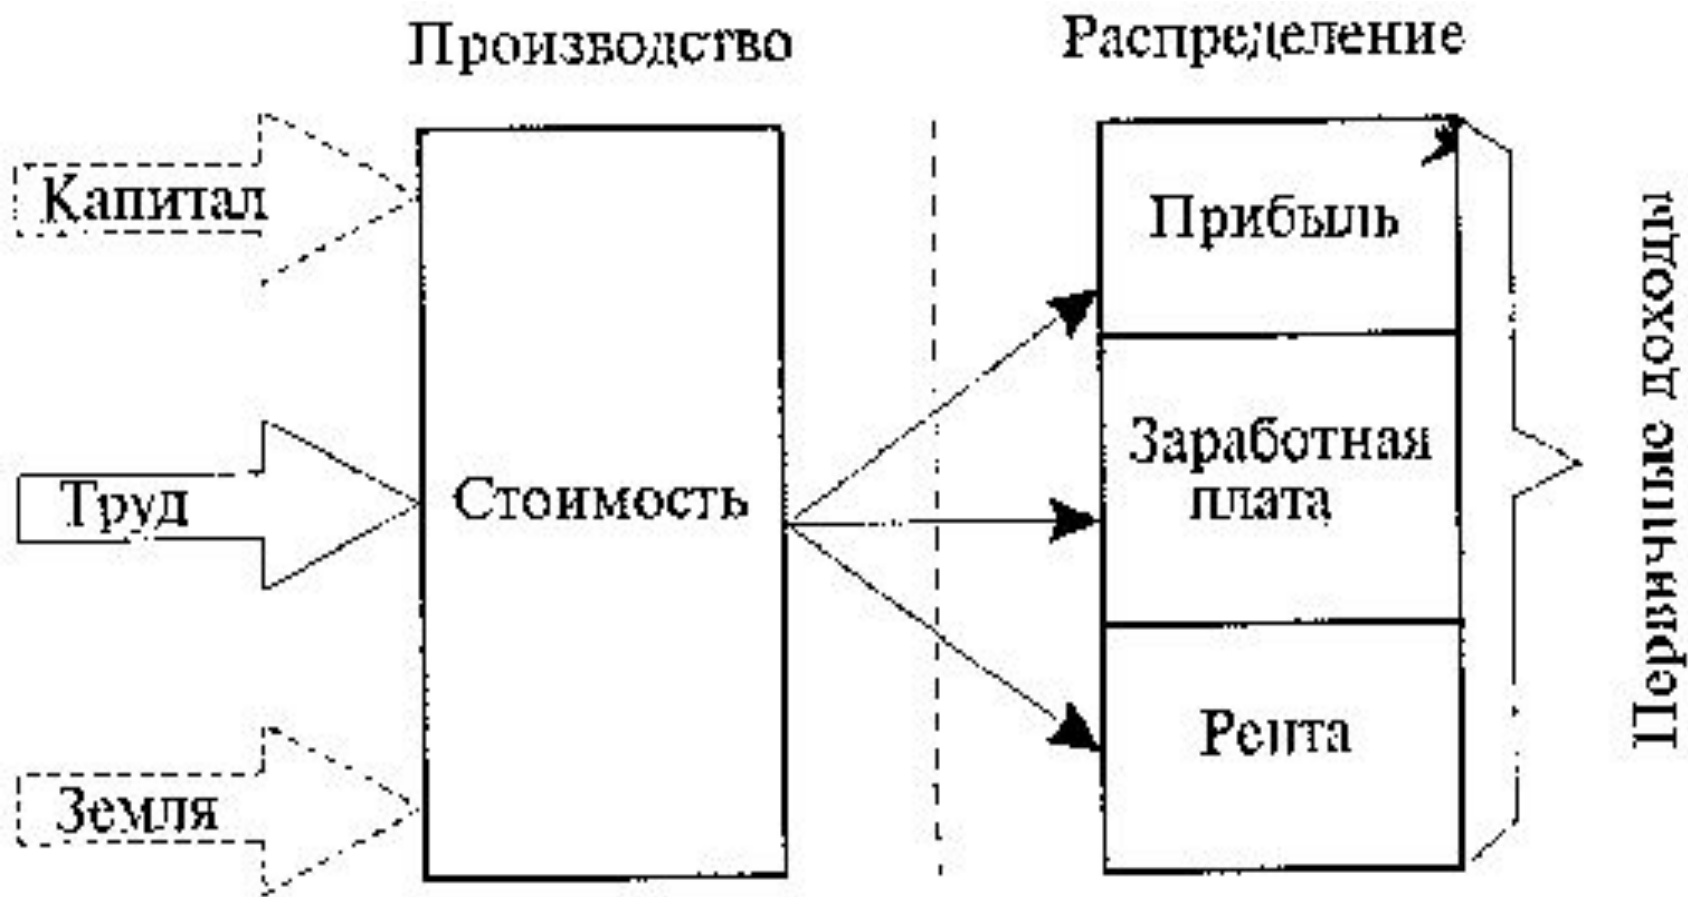 Производство
Распределение
Капитал
Труд
Земля
Стоимость
Прибыль
Заработная
плата
Рента
Первичные доходы